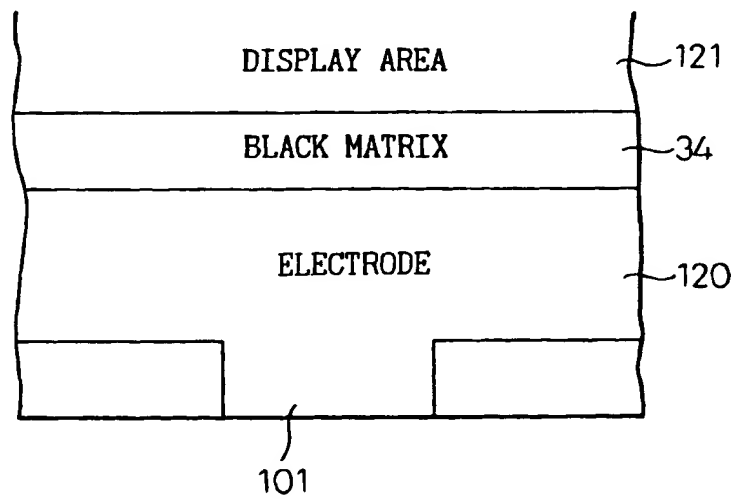 DISPLAY AREA
121
BLACK MATRIX
34
ELECTRODE
120
101